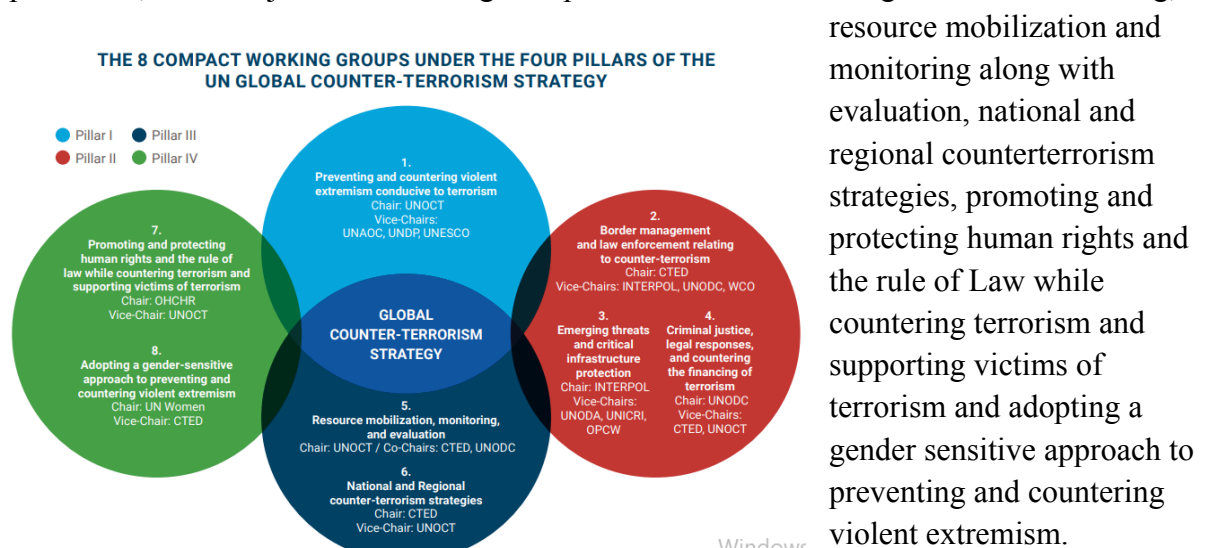 resource mobilization and
monitoring along with
evaluation, national and
regional counterterrorism
strategies, promoting and
protecting human rights and
the rule of Law while
countering terrorism and
supporting victims of
terrorism and adopting a
gender sensitive approach to
preventing and countering
violent extremism.
THE 8 COMPACT WORKING GROUPS UNDER THE FOUR PILLARS OF THE
UN GLOBAL COUNTER-TERRORISM STRATEGY
Pillar I
Pillar III
Pillar II
Pillar IV
1.
Preventing and countering violent
extremism conducive to terrorism
Chair: UNOCT
Vice-Chairs:
UNAOC, UNDP, UNESCO
2.
Border management
and law enforcement relating
to counter-terrorism
Chair: CTED
Vice-Chairs: INTERPOL, UNODC, WCO
3.
Emerging threats
and critical
infrastructure
protection
Chair: INTERPOL
Vice-Chairs:
UNODA, UNICRI,
OPCW
4.
Criminal justice,
legal responses,
and countering
the financing of
terrorism
Chair: UNODC
Vice-Chairs:
CTED, UNOCT
GLOBAL
COUNTER-TERRORISM
STRATEGY
5.
Resource mobilization, monitoring,
and evaluation
Chair: UNOCT / Co-Chairs: CTED, UNODC
6.
National and Regional
counter-terrorism strategies
Chair: CTED
Vice-Chair: UNOCT
7.
Promoting and protecting
human rights and the rule of
law while countering terrorism and
supporting victims of terrorism
Chair: OHCHR
Vice-Chair: UNOCT
8.
Adopting a gender-sensitive
approach to preventing and
countering violent extremism
Chair: UN Women
Vice-Chair: CTED